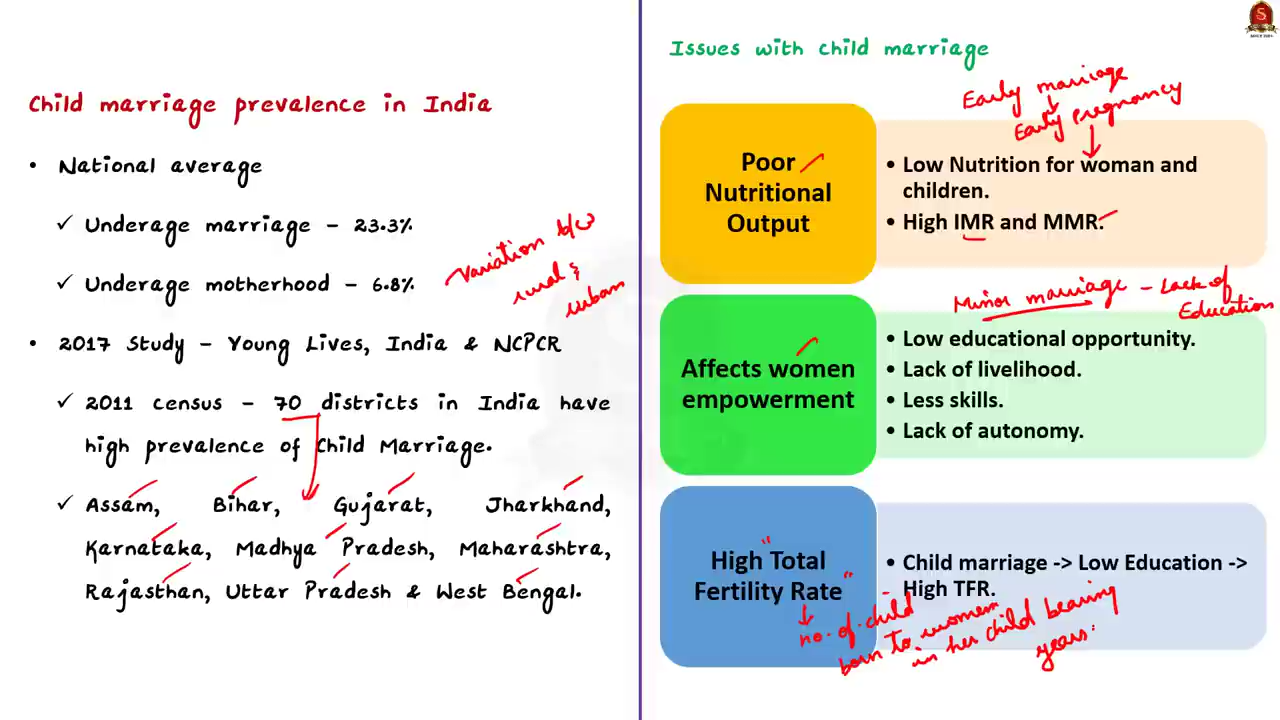 Child marriage prevalence in India
• National average
✓ Underage marriage – 23.3%
✓ Underage motherhood – 6.8%
Variation b/w
rural &
urban
• 2017 Study – Young Lives, India & NCPCR
✓ 2011 census – 70 districts in India have
high prevalence of Child Marriage.
✓ Assam, Bihar, Gujarat, Jharkhand,
Karnataka, Madhya Pradesh, Maharashtra,
Rajasthan, Uttar Pradesh & West Bengal.
Issues with child marriage
Early marriage
Early pregnancy
Poor
Nutritional
Output
• Low Nutrition for woman and
children.
• High IMR and MMR.
Minor marriage – Lack of
Education
Affects women
empowerment
• Low educational opportunity.
• Lack of livelihood.
• Less skills.
• Lack of autonomy.
High "Total
Fertility Rate"
• Child marriage -> Low Education ->
High TFR.
no. of child
born to women
in her child bearing
years.